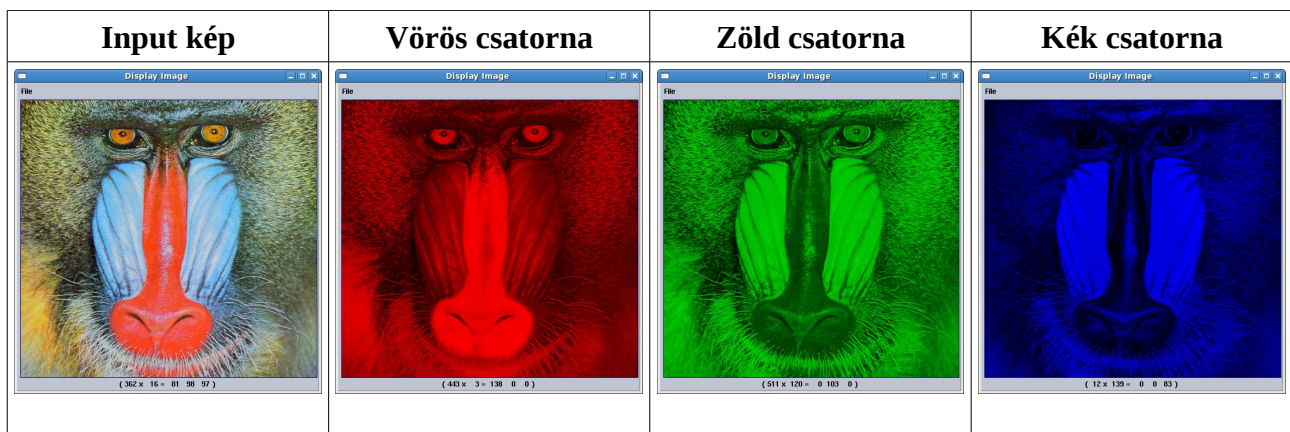 Input kép
Vörös csatorna
Zöld csatorna
Kék csatorna
Display Image
Display Image
Display Image
Display Image
File
File
File
File
( 362 x 16 = 81 98 97 )
( 443 x 3 = 138 0 0 )
( 511 x 120 = 0 103 0 )
( 12 x 139 = 0 0 83 )